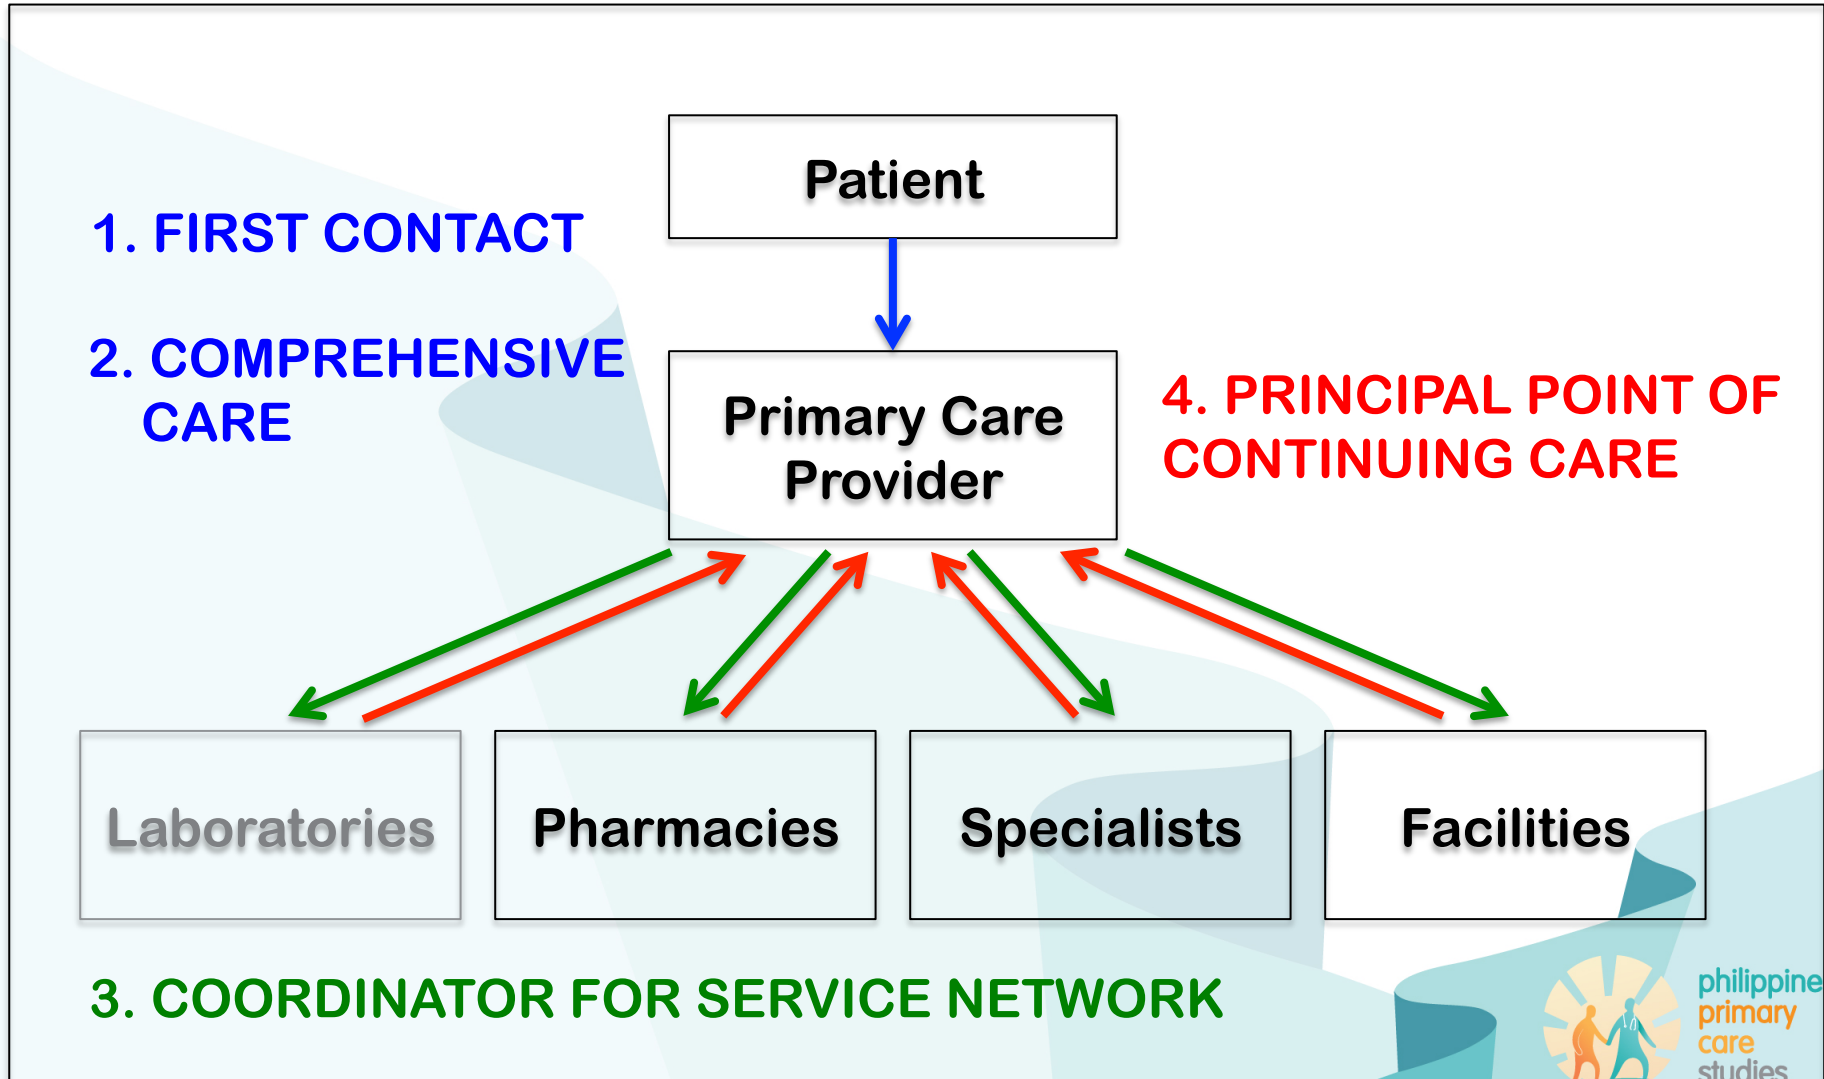 Patient
1. FIRST CONTACT
2. COMPREHENSIVE
CARE
Primary Care
Provider
4. PRINCIPAL POINT OF
CONTINUING CARE
Laboratories
Pharmacies
Specialists
Facilities
3. COORDINATOR FOR SERVICE NETWORK
philippine
primary
care
studies